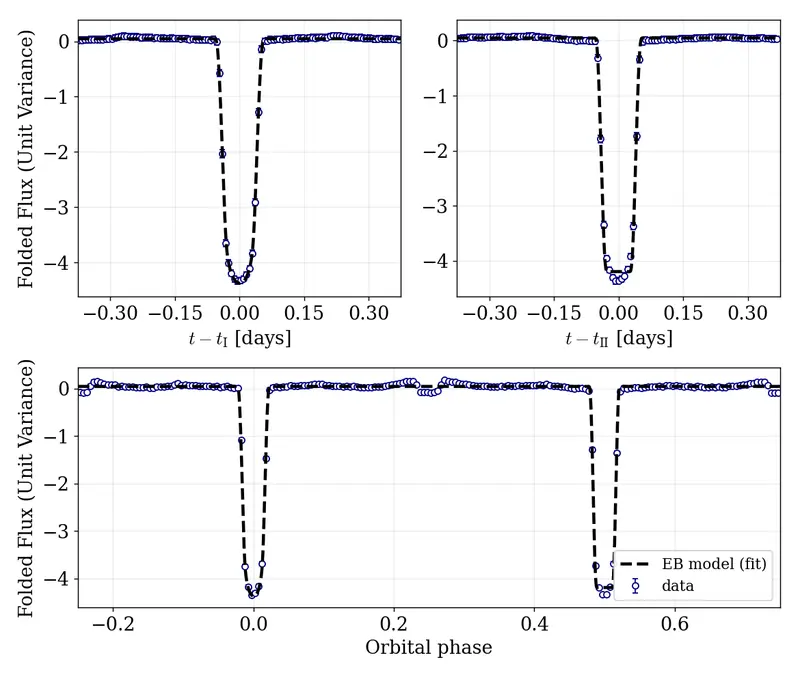 Folded Flux (Unit Variance)
0
−1
−2
−3
−4
−0.30 −0.15 0.00 0.15 0.30
t − tI [days]
0
−1
−2
−3
−4
−0.30 −0.15 0.00 0.15 0.30
t − tII [days]
Folded Flux (Unit Variance)
0
−1
−2
−3
−4
EB model (fit)
data
−0.2 0.0 0.2 0.4 0.6
Orbital phase